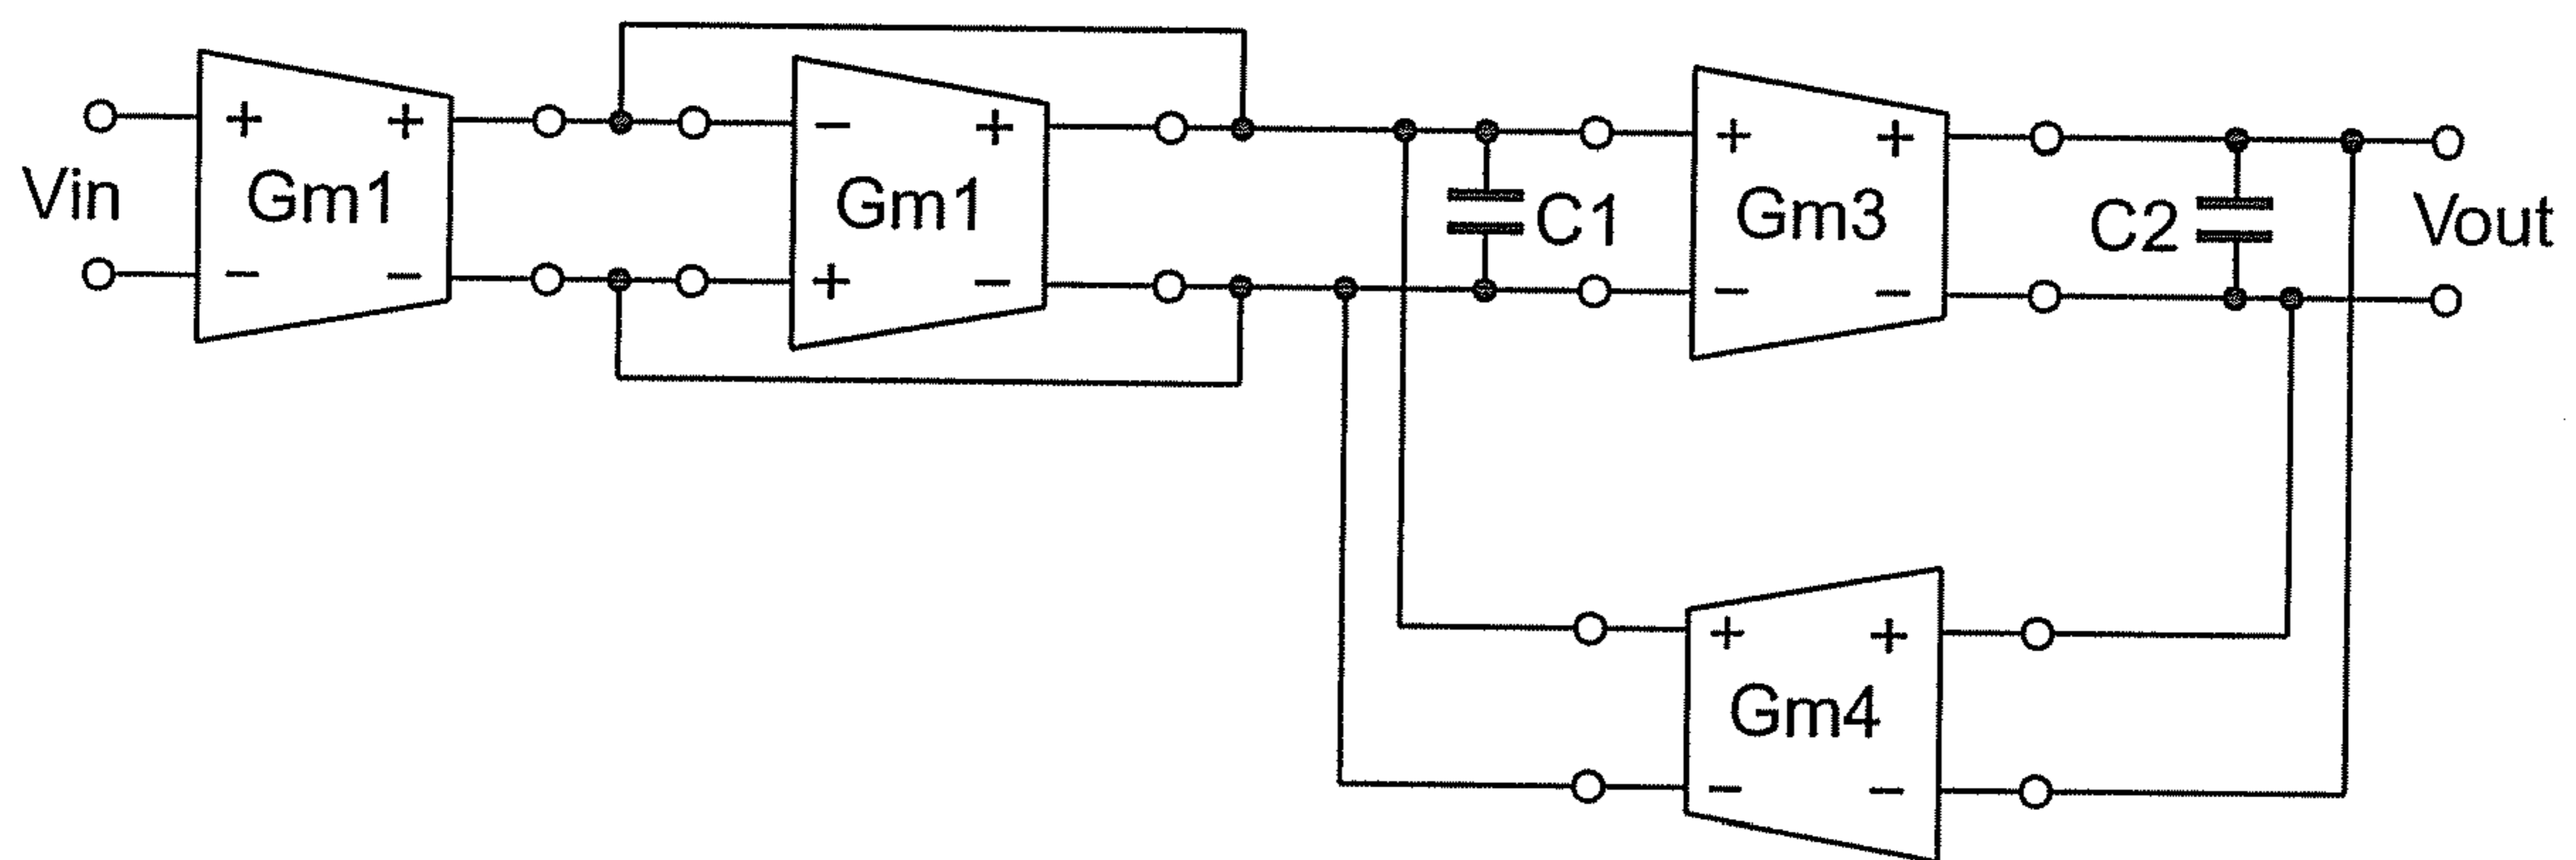 + +
- +
+ +
Vin
Gm1
Gm1
Gm3
C1
C2
Vout
- -
+ -
- -
+ +
Gm4
- -